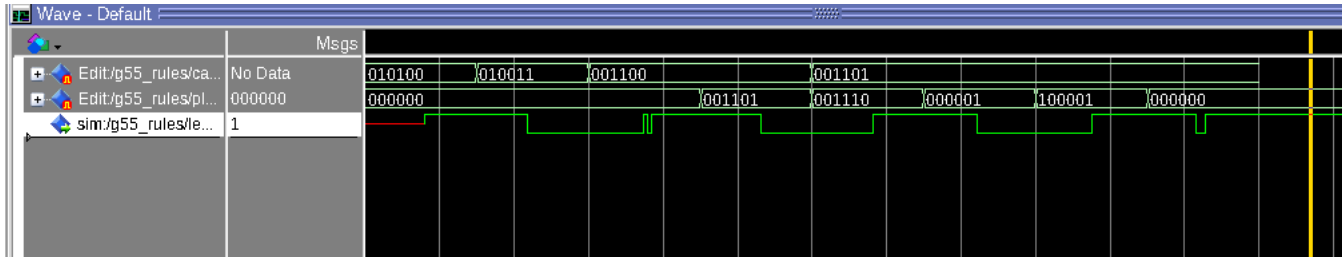 Wave - Default
Msgs
Edit:/g55_rules/ca... No Data 010100 010011 001100 001101
Edit:/g55_rules/pl... 000000 000000 001101 001110 000001 100001 000000
sim:/g55_rules/le... 1